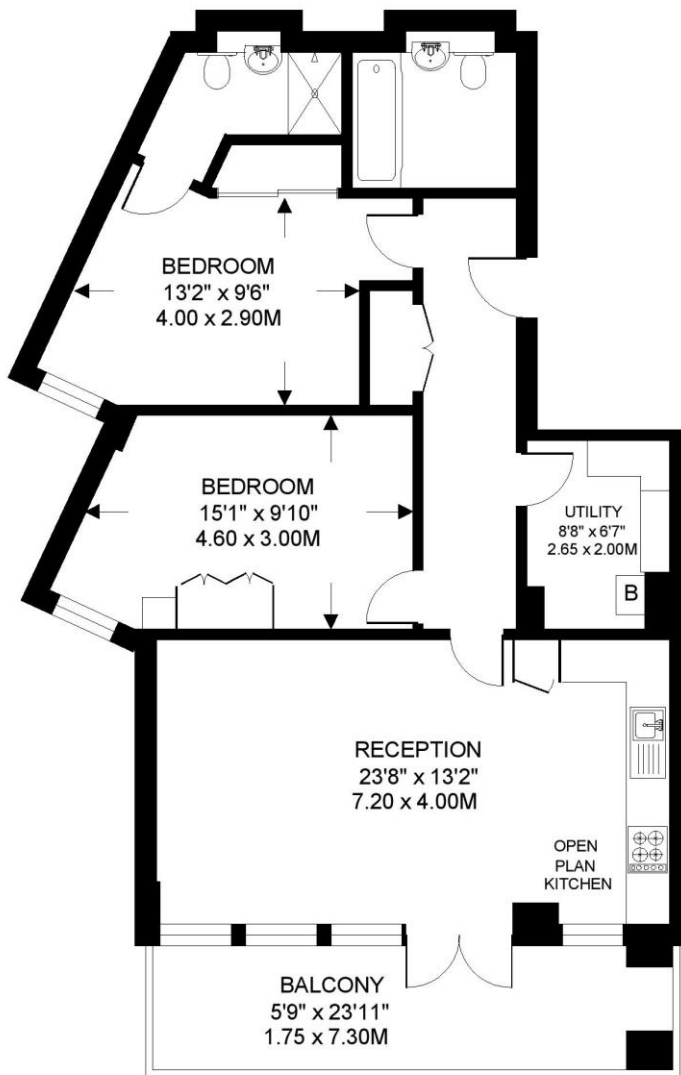 BEDROOM
13'2" x 9'6"
4.00 x 2.90M
BEDROOM
15'1" x 9'10"
4.60 x 3.00M
UTILITY
8'8" x 6'7"
2.65 x 2.00M
B
RECEPTION
23'8" x 13'2"
7.20 x 4.00M
OPEN
PLAN
KITCHEN
BALCONY
5'9" x 23'11"
1.75 x 7.30M